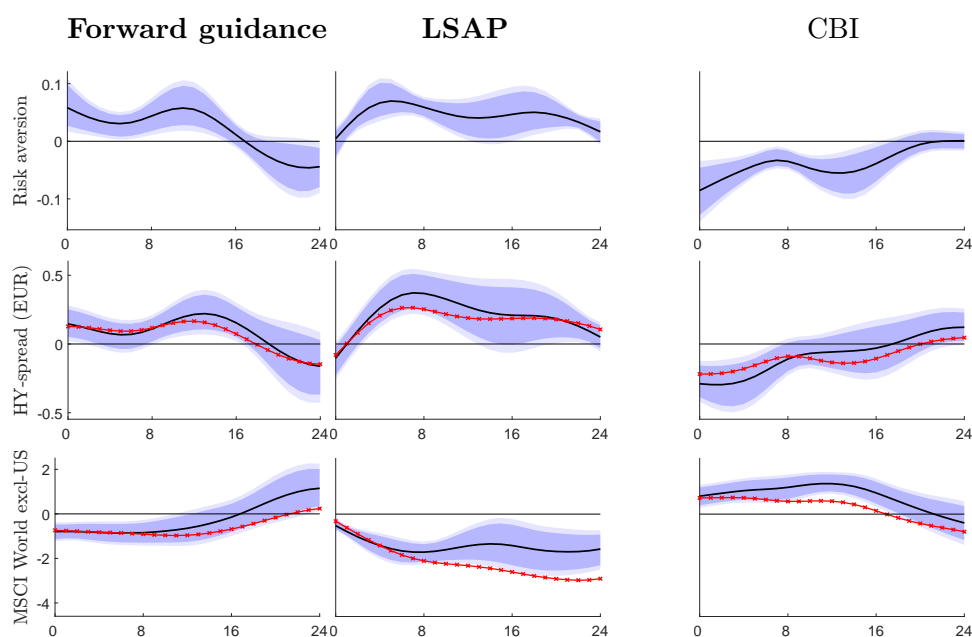 Forward guidance LSAP CBI
Risk aversion
0.1
0
-0.1
0 8 16 24 0 8 16 24 0 8 16 24
HY-spread (EUR)
0.5
0
-0.5
0 8 16 24 0 8 16 24 0 8 16 24
MSCI World excl-US
2
0
-2
-4
0 8 16 24 0 8 16 24 0 8 16 24